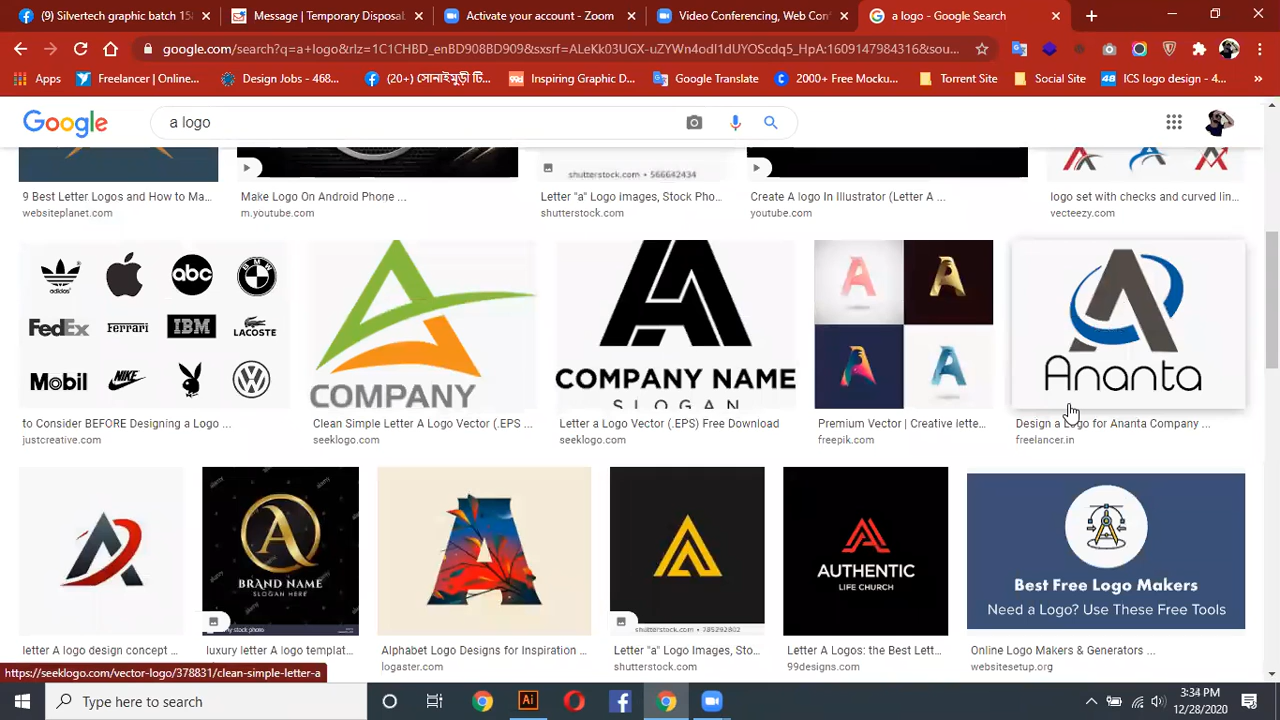 (9) Silvertech graphic batch 15
Message | Temporary Disposal
Activate your account - Zoom
Video Conferencing, Web Con
a logo - Google Search
google.com/search?q=a+logo&rlz=1C1CHBD_enBD908BD909&sxsrf=ALeKk03UGX-uZYWn4odI1dUYOScdq5_HpA:1609147984316&sou...
Apps
Freelancer | Online...
Design Jobs - 468...
(20+) সোনাইমুড়ী টি...
Inspiring Graphic D...
Google Translate
2000+ Free Mocku...
Torrent Site
Social Site
48
ICS logo design - 4...
Google
a logo
shutterstock.com • 566642434
9 Best Letter Logos and How to Ma...
websiteplanet.com
Make Logo On Android Phone ...
m.youtube.com
Letter "a" Logo images, Stock Pho...
shutterstock.com
Create A logo In Illustrator (Letter A ...
youtube.com
logo set with checks and curved lin...
vecteezy.com
adidas
abc
BMW
FedEx
Ferrari
IBM
LACOSTE
Mobil
NIKE
COMPANY
COMPANY NAME
SLOGAN
Ananta
to Consider BEFORE Designing a Logo ...
justcreative.com
Clean Simple Letter A Logo Vector (.EPS ...
seeklogo.com
Letter a Logo Vector (.EPS) Free Download
seeklogo.com
Premium Vector | Creative lette...
freepik.com
Design a Logo for Ananta Company ...
freelancer.in
BRAND NAME
SLOGAN HERE
shutterstock.com • 785292802
AUTHENTIC
LIFE CHURCH
Best Free Logo Makers
Need a Logo? Use These Free Tools
letter A logo design concept ...
luxury letter A logo templat...
Alphabet Logo Designs for Inspiration ...
logaster.com
Letter "a" Logo Images, Sto...
shutterstock.com
Letter A Logos: the Best Lett...
99designs.com
Online Logo Makers & Generators ...
websitesetup.org
https://seeklogo.com/vector-logo/378831/clean-simple-letter-a
Type here to search
Ai
3:34 PM
12/28/2020